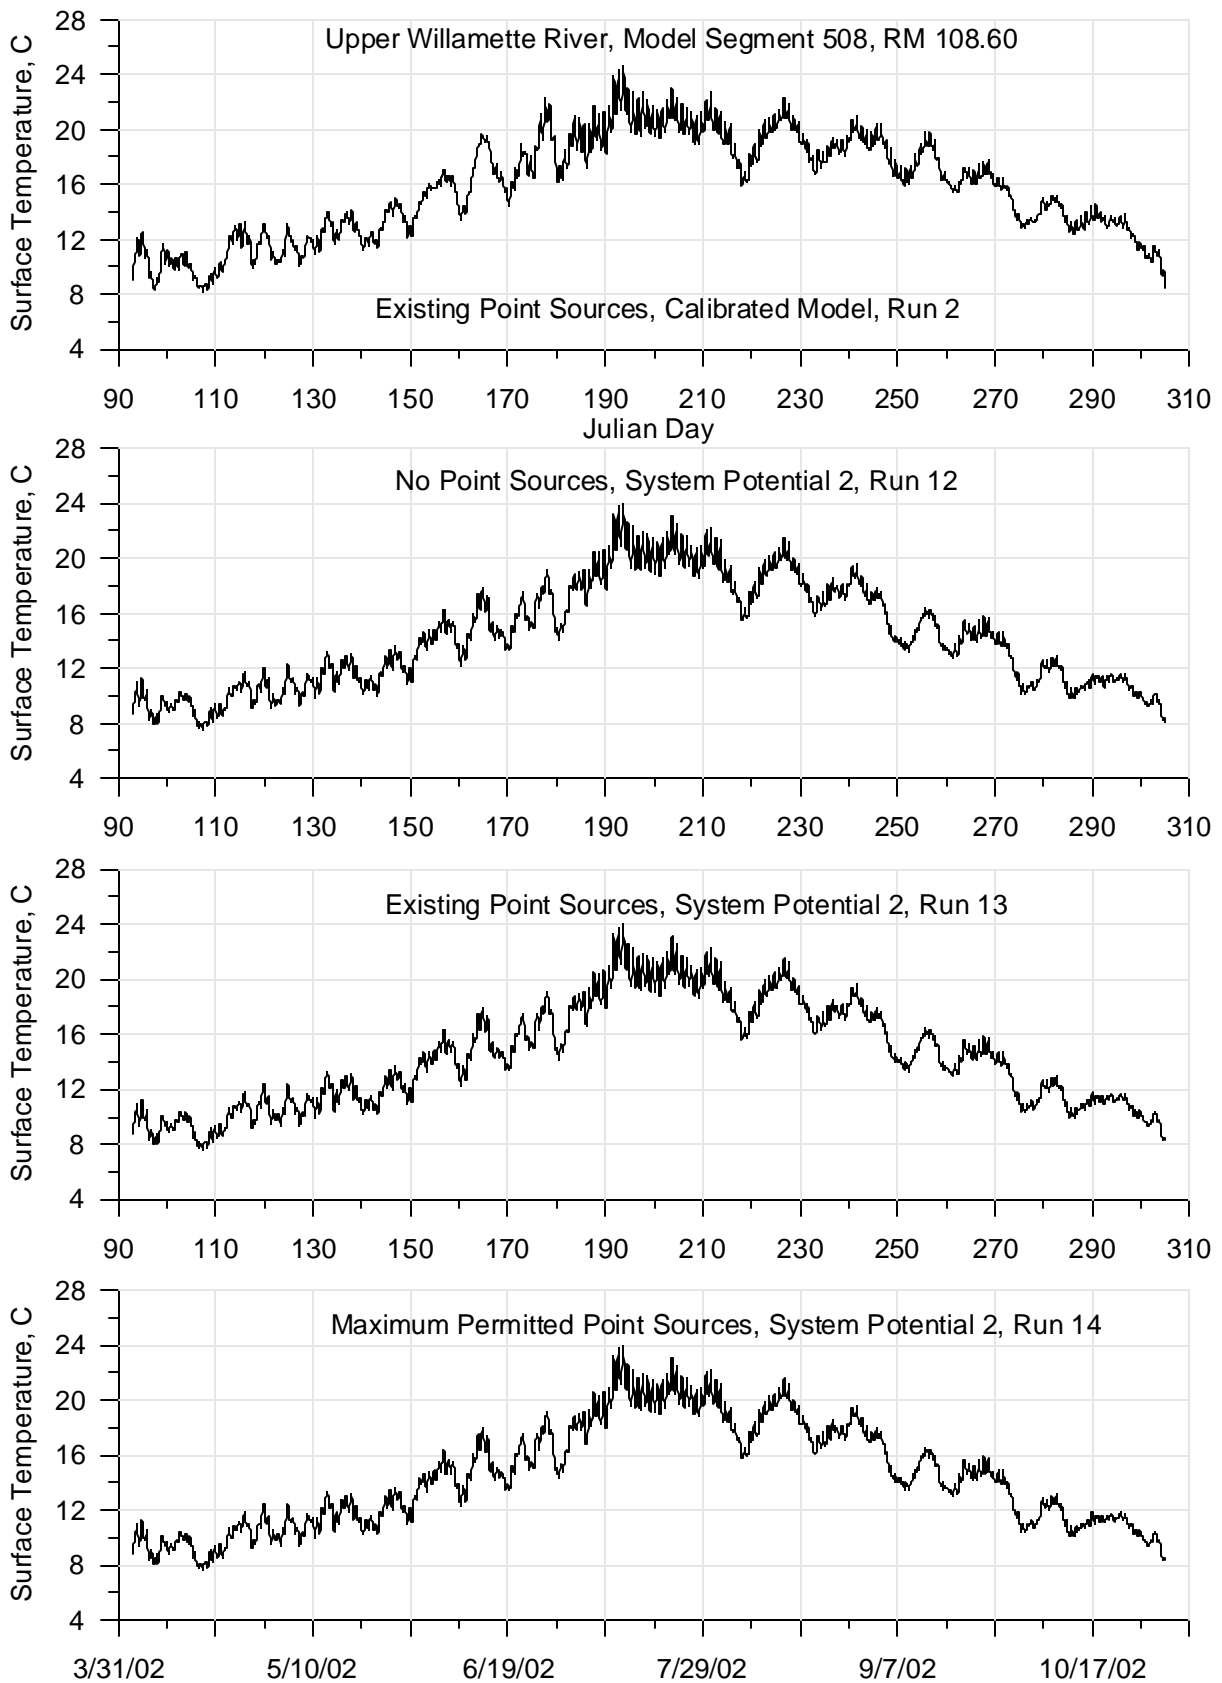 28
Upper Willamette River, Model Segment 508, RM 108.60
24
20
16
12
8
4
Surface Temperature, C
Existing Point Sources, Calibrated Model, Run 2
90 110 130 150 170 190 210 230 250 270 290 310
Julian Day
28
No Point Sources, System Potential 2, Run 12
24
20
16
12
8
4
Surface Temperature, C
90 110 130 150 170 190 210 230 250 270 290 310
28
Existing Point Sources, System Potential 2, Run 13
24
20
16
12
8
4
Surface Temperature, C
90 110 130 150 170 190 210 230 250 270 290 310
28
Maximum Permitted Point Sources, System Potential 2, Run 14
24
20
16
12
8
4
Surface Temperature, C
3/31/02 5/10/02 6/19/02 7/29/02 9/7/02 10/17/02